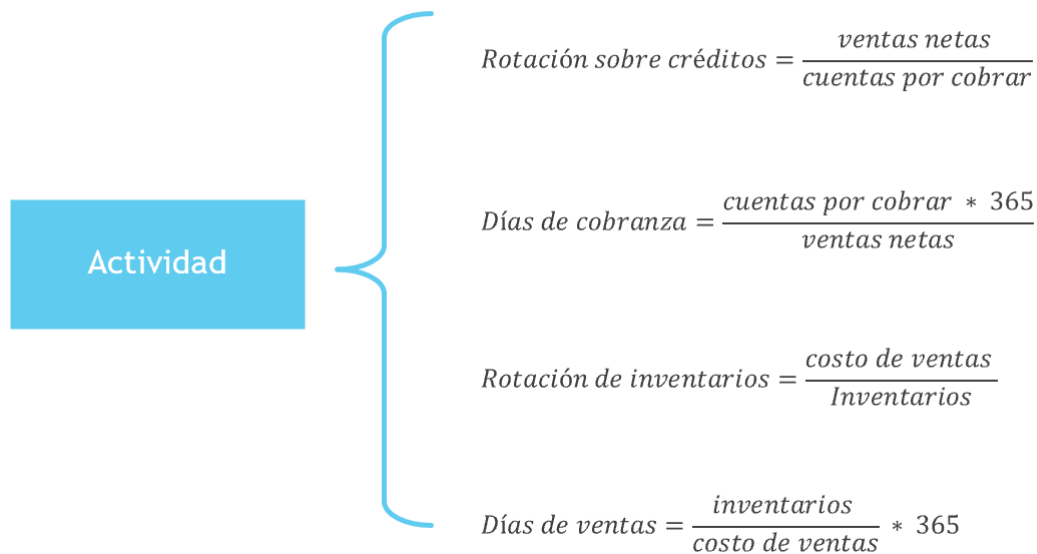 Actividad
Rotación sobre créditos = ventas netas / cuentas por cobrar
Días de cobranza = cuentas por cobrar * 365 / ventas netas
Rotación de inventarios = costo de ventas / Inventarios
Días de ventas = inventarios / costo de ventas * 365